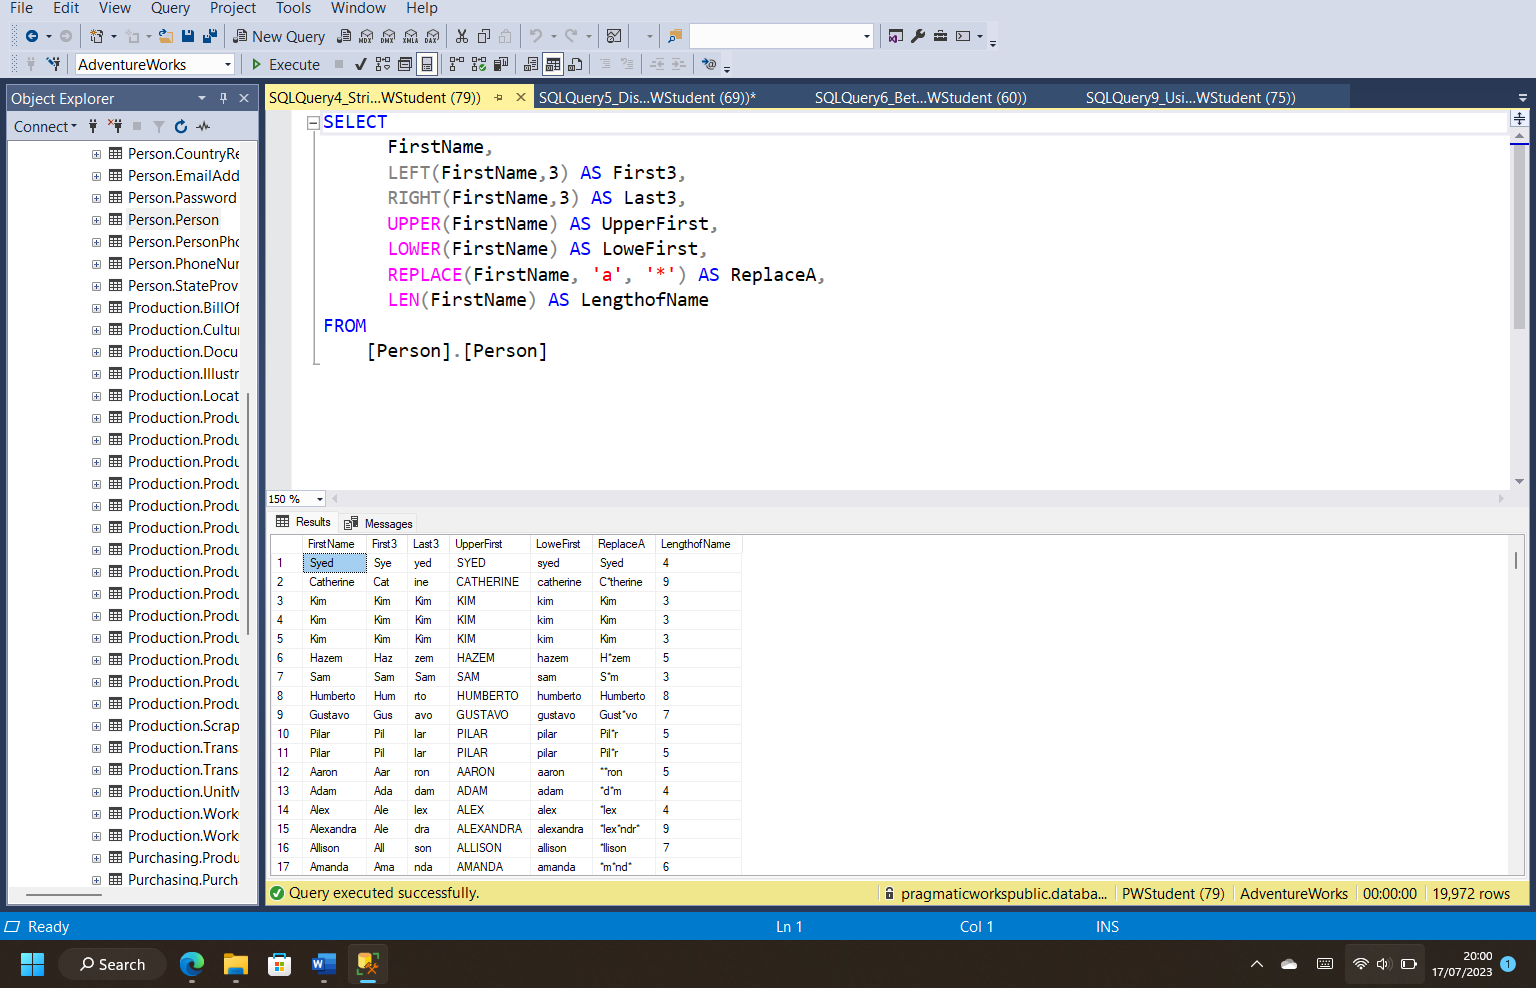 File Edit View Query Project Tools Window Help
New Query MDX DMX XMLA DAX
AdventureWorks Execute
Object Explorer
Connect
Person.CountryRe
Person.EmailAdd
Person.Password
Person.Person
Person.PersonPho
Person.PhoneNur
Person.StateProv
Production.BillOf
Production.Cultur
Production.Docu
Production.Illustr
Production.Locat
Production.Produ
Production.Produ
Production.Produ
Production.Produ
Production.Produ
Production.Produ
Production.Produ
Production.Produ
Production.Produ
Production.Produ
Production.Produ
Production.Produ
Production.Produ
Production.Produ
Production.Scrap
Production.Trans
Production.Trans
Production.UnitM
Production.Work
Production.Work
Purchasing.Produ
Purchasing.Purch
SQLQuery4_Stri...WStudent (79)) SQLQuery5_Dis...WStudent (69))* SQLQuery6_Bet...WStudent (60)) SQLQuery9_Usi...WStudent (75))
SELECT
FirstName,
LEFT(FirstName,3) AS First3,
RIGHT(FirstName,3) AS Last3,
UPPER(FirstName) AS UpperFirst,
LOWER(FirstName) AS LoweFirst,
REPLACE(FirstName, 'a', '*') AS ReplaceA,
LEN(FirstName) AS LengthofName
FROM
[Person].[Person]
150 %
Results Messages
FirstName First3 Last3 UpperFirst LoweFirst ReplaceA LengthofName
1 Syed Sye yed SYED syed Syed 4
2 Catherine Cat ine CATHERINE catherine C*therine 9
3 Kim Kim Kim KIM kim Kim 3
4 Kim Kim Kim KIM kim Kim 3
5 Kim Kim Kim KIM kim Kim 3
6 Hazem Haz zem HAZEM hazem H*zem 5
7 Sam Sam Sam SAM sam S*m 3
8 Humberto Hum rto HUMBERTO humberto Humberto 8
9 Gustavo Gus avo GUSTAVO gustavo Gust*vo 7
10 Pilar Pil lar PILAR pilar Pil*r 5
11 Pilar Pil lar PILAR pilar Pil*r 5
12 Aaron Aar ron AARON aaron **ron 5
13 Adam Ada dam ADAM adam *d*m 4
14 Alex Ale lex ALEX alex *lex 4
15 Alexandra Ale dra ALEXANDRA alexandra *lex*ndr* 9
16 Allison All son ALLISON allison *llison 7
17 Amanda Ama nda AMANDA amanda *m*nd* 6
Query executed successfully. pragmaticworkspublic.databa... PWStudent (79) AdventureWorks 00:00:00 19,972 rows
Ready Ln 1 Col 1 INS
Search 20:00
17/07/2023 1